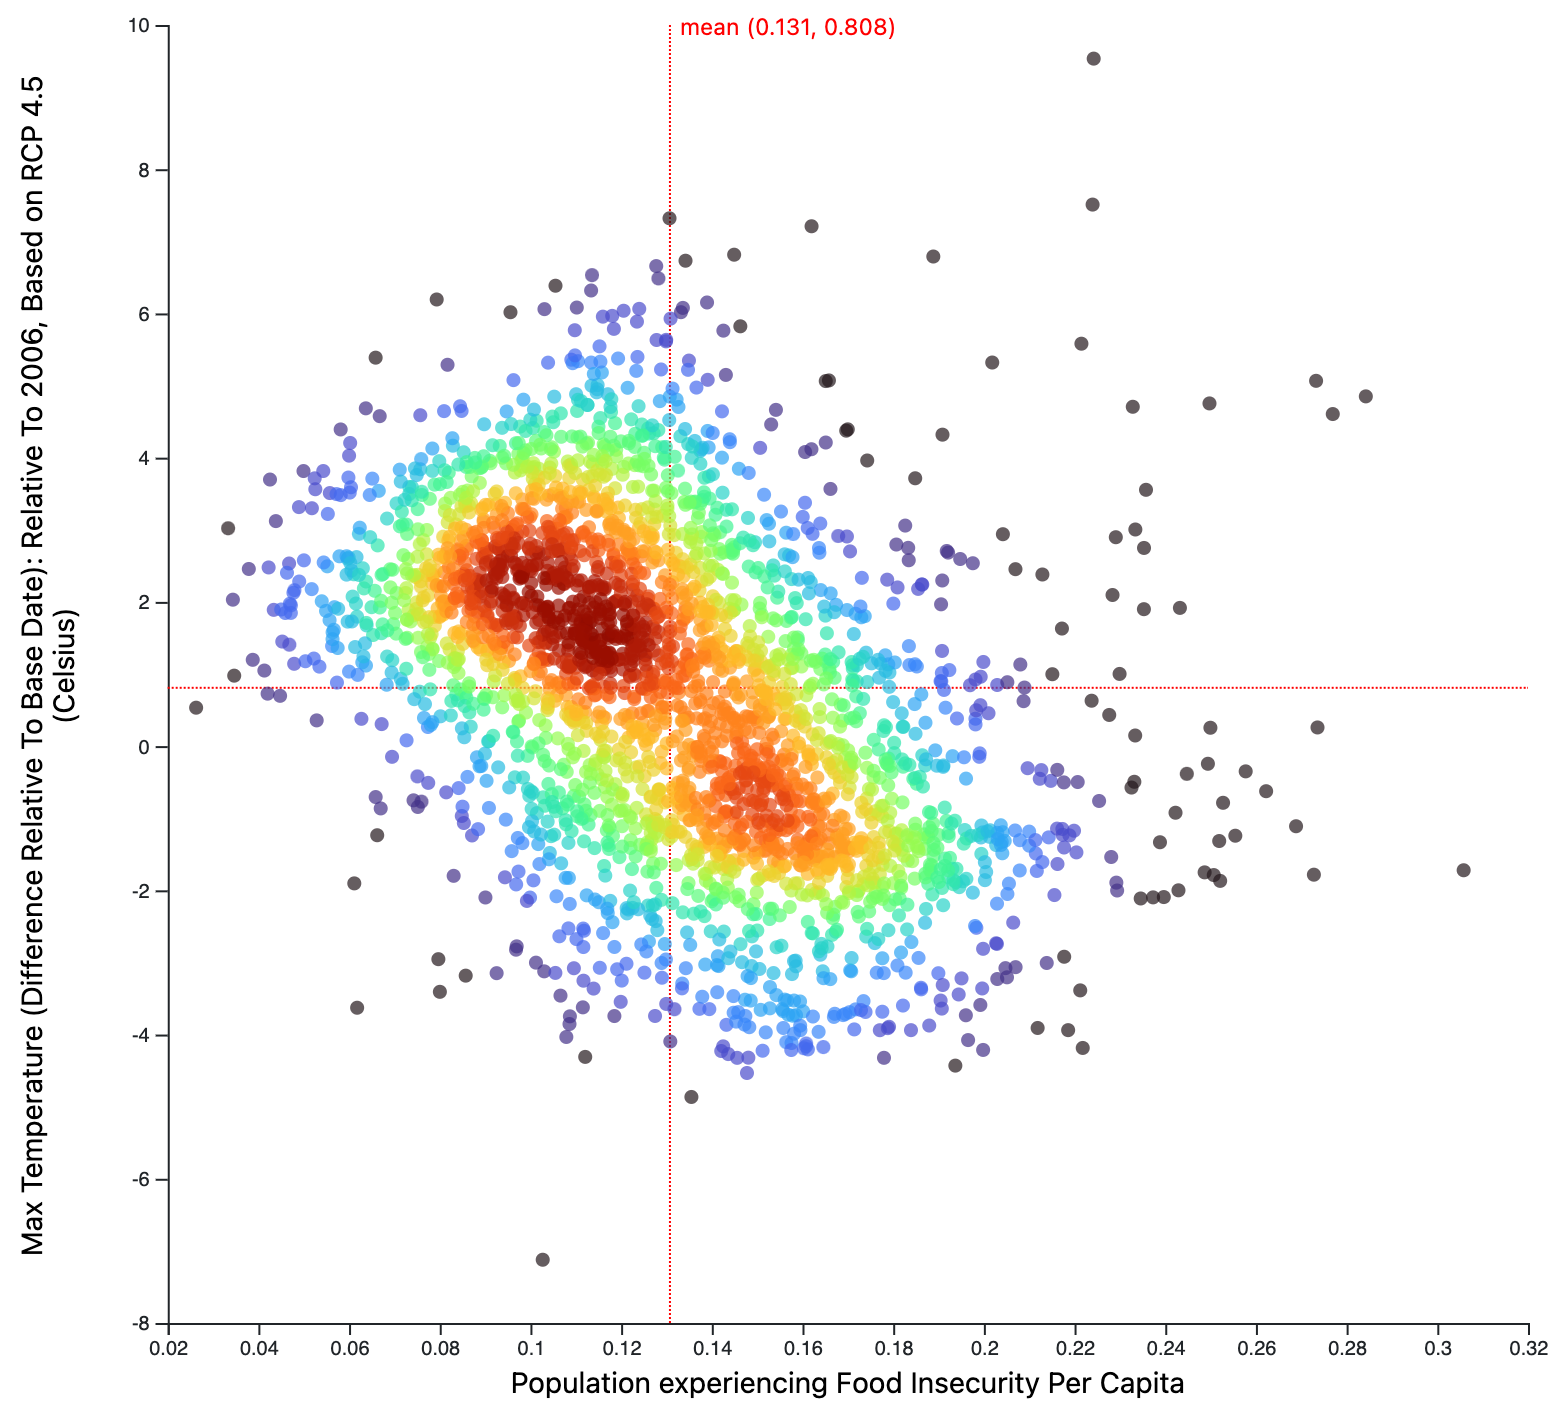 mean (0.131, 0.808)
Max Temperature (Difference Relative To Base Date): Relative To 2006, Based on RCP 4.5
(Celsius)
10
8
6
4
2
0
-2
-4
-6
-8
0.02 0.04 0.06 0.08 0.1 0.12 0.14 0.16 0.18 0.2 0.22 0.24 0.26 0.28 0.3 0.32
Population experiencing Food Insecurity Per Capita